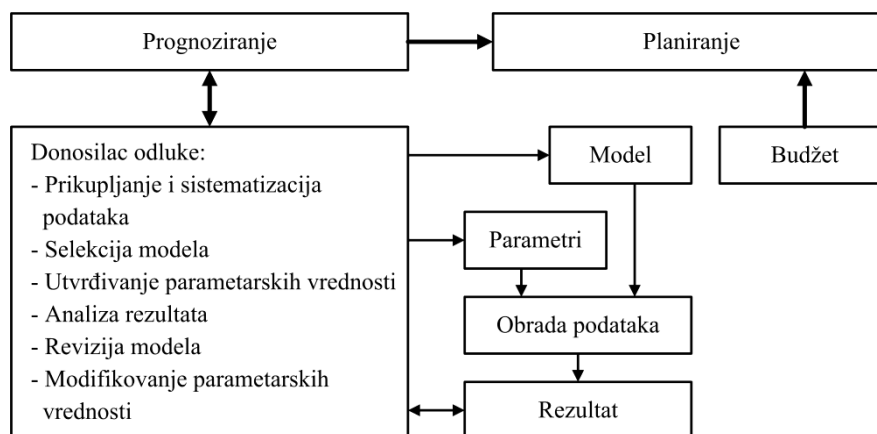 Prognoziranje
Planiranje
Donosilac odluke:
- Prikupljanje i sistematizacija
podataka
- Selekcija modela
- Utvrđivanje parametarskih vrednosti
- Analiza rezultata
- Revizija modela
- Modifikovanje parametarskih
vrednosti
Model
Budžet
Parametri
Obrada podataka
Rezultat